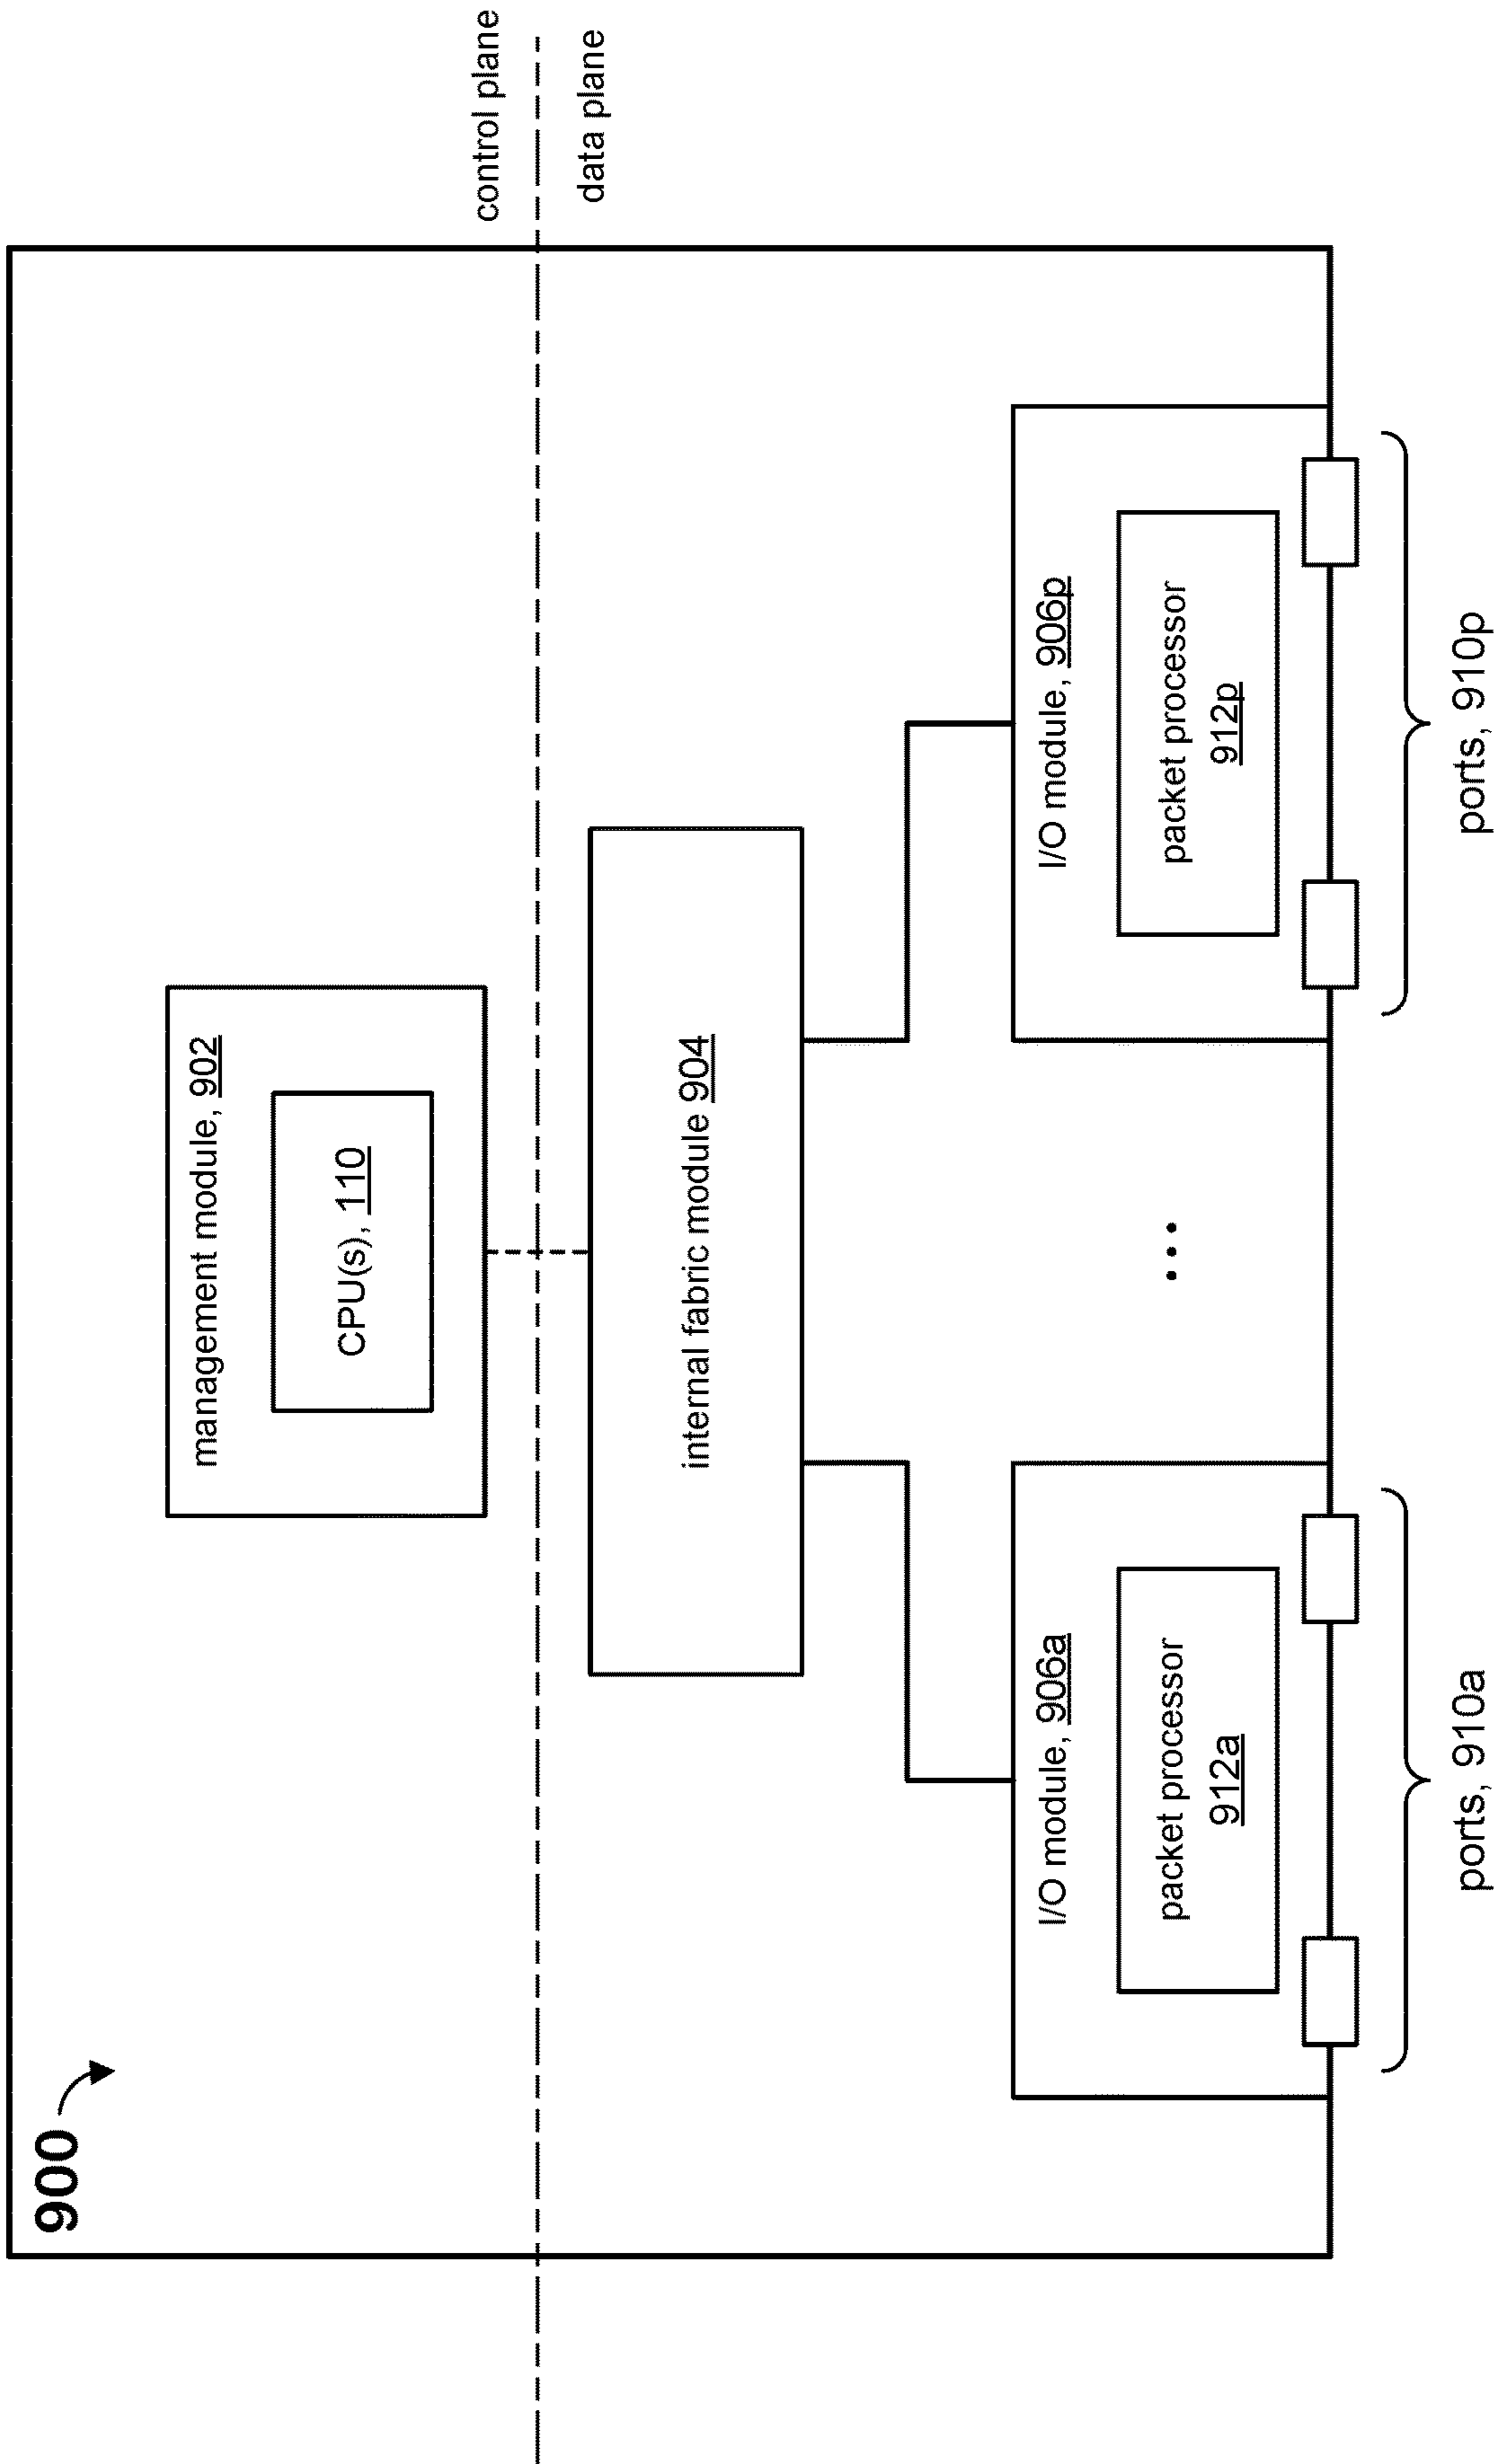 900
control plane
data plane
management module, 902
CPU(s), 110
internal fabric module 904
I/O module, 906a
packet processor
912a
...
I/O module, 906p
packet processor
912p
ports, 910a
ports, 910p